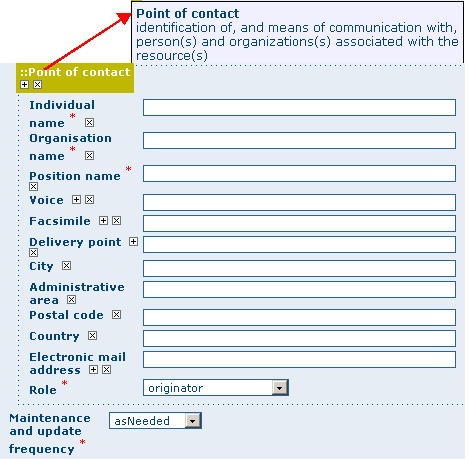 Point of contact
identification of, and means of communication with,
person(s) and organizations(s) associated with the
resource(s)
::Point of contact
Individual
name *
Organisation
name *
Position name *
Voice
Facsimile
Delivery point
City
Administrative
area
Postal code
Country
Electronic mail
address
Role * originator
Maintenance
and update asNeeded
frequency *